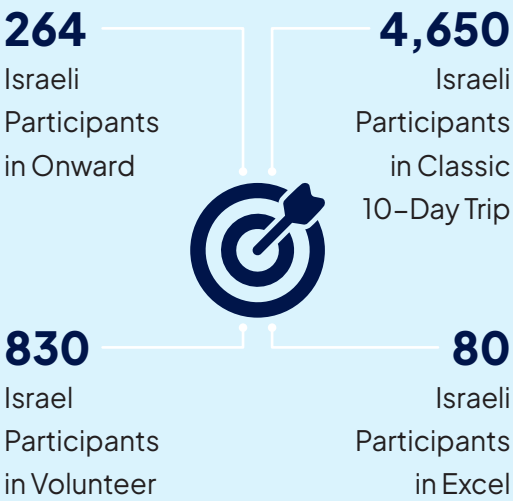 264
Israeli
Participants
in Onward
4,650
Israeli
Participants
in Classic
10–Day Trip
830
Israel
Participants
in Volunteer
80
Israeli
Participants
in Excel